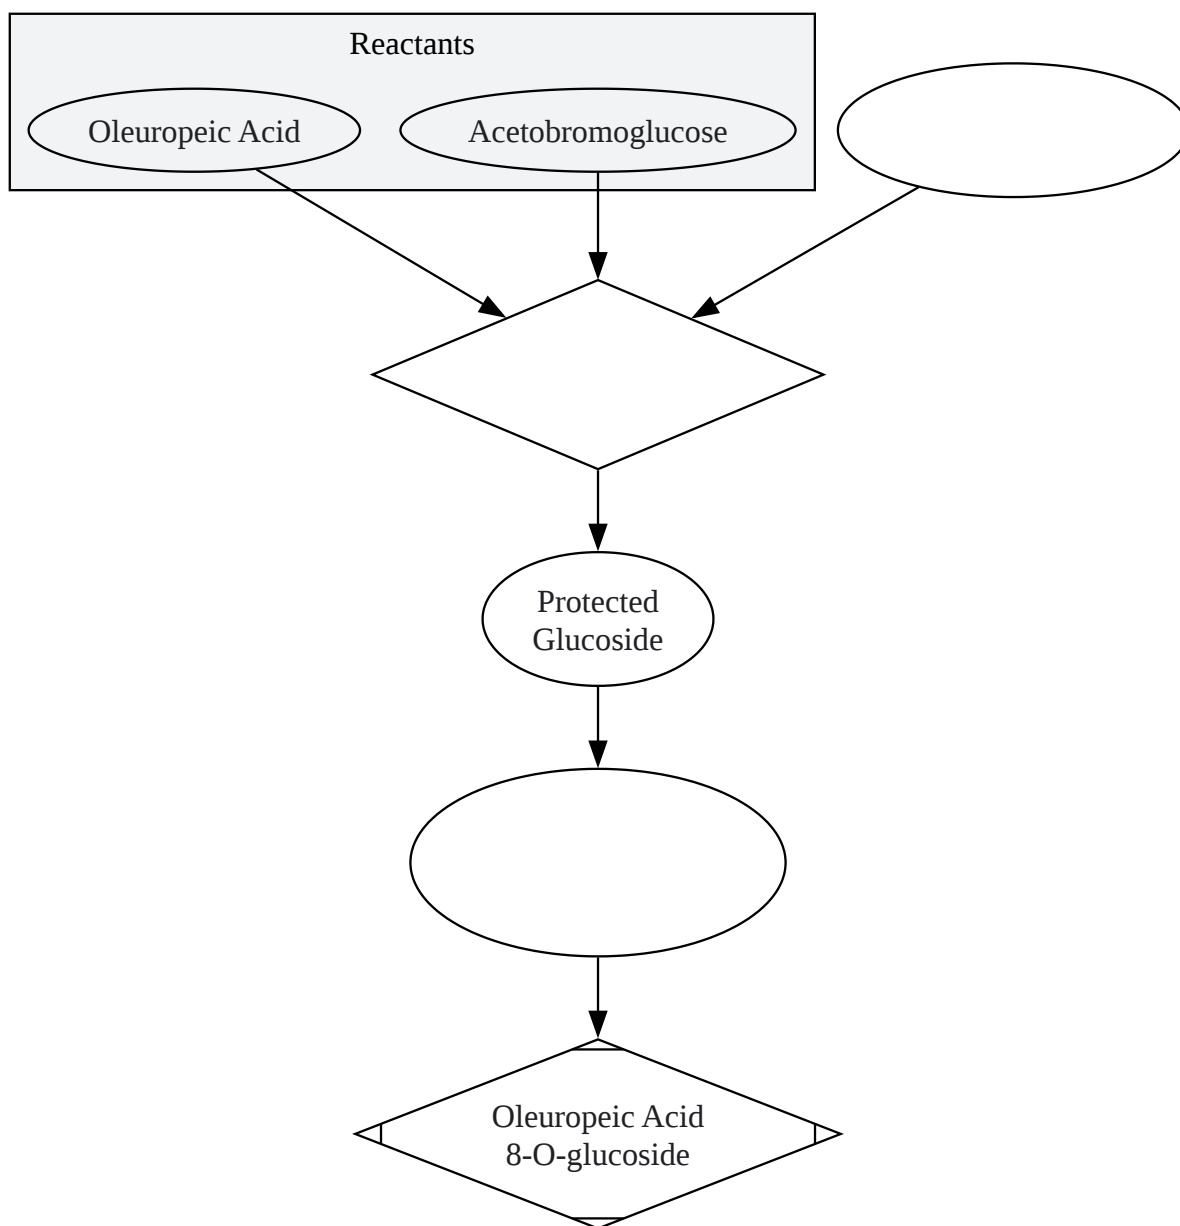 Reactants
Oleuropeic Acid
Acetobromoglucose
Protected
Glucoside
Oleuropeic Acid
8-O-glucoside